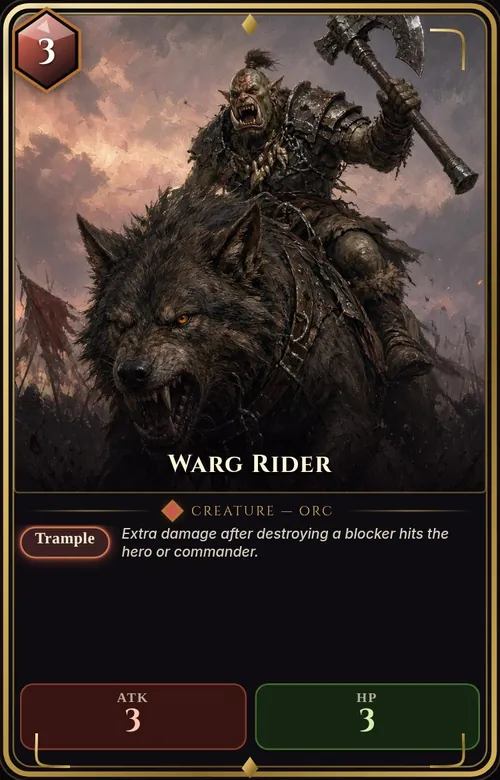 3
WARG RIDER
CREATURE — ORC
Trample
Extra damage after destroying a blocker hits the
hero or commander.
ATK
3
HP
3